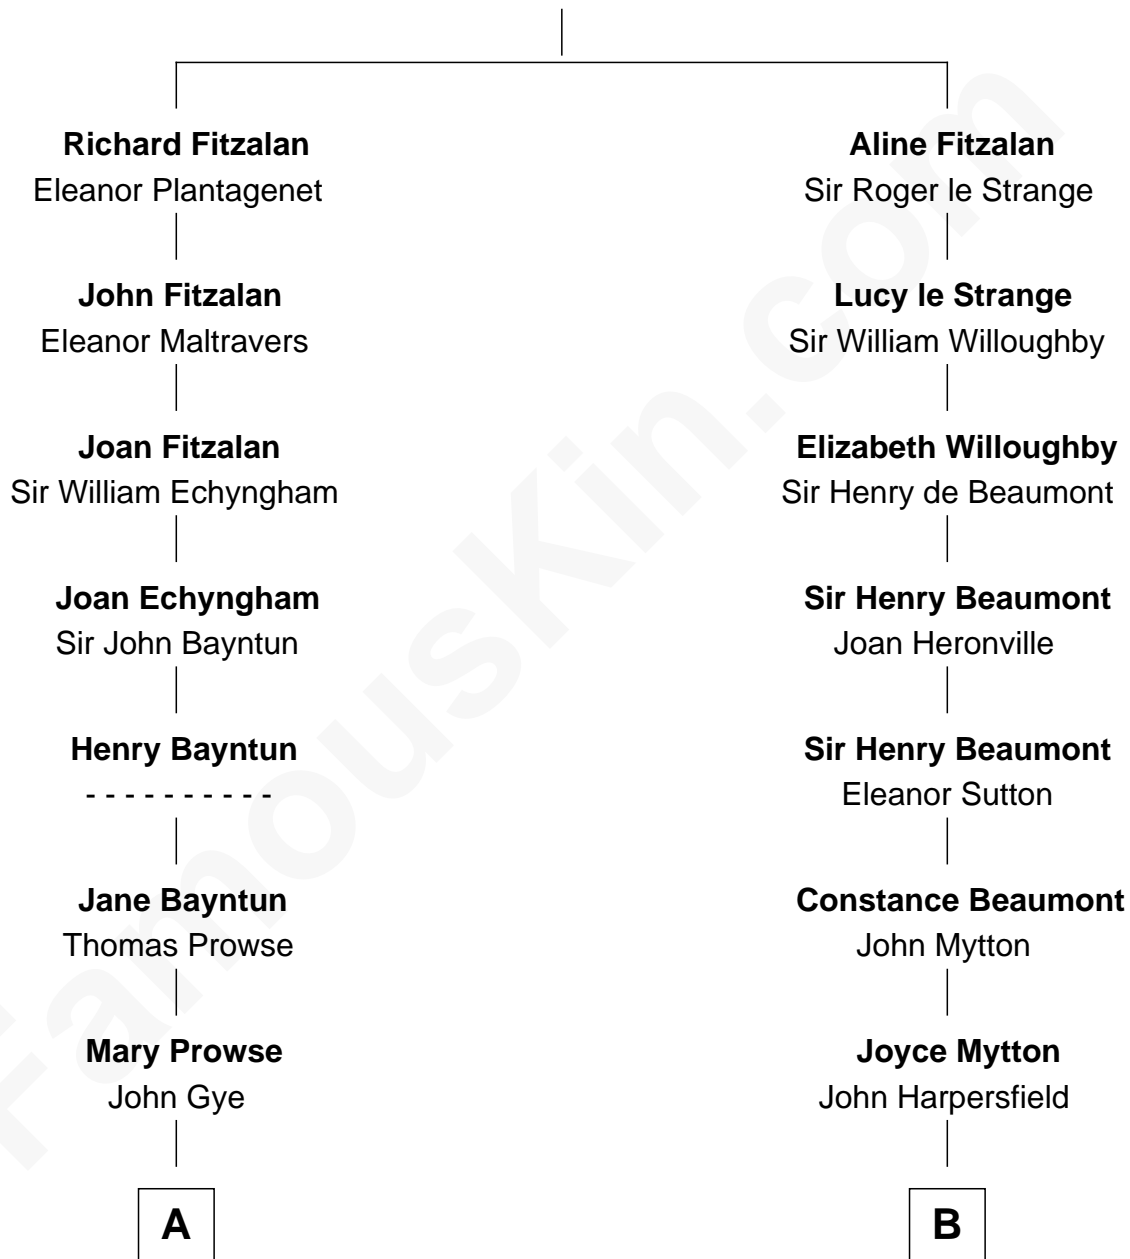 Richard Fitzalan
Eleanor Plantagenet
John Fitzalan
Eleanor Maltravers
Joan Fitzalan
Sir William Echyngham
Joan Echyngham
Sir John Bayntun
Henry Bayntun
- - - - - - - - - -
Jane Bayntun
Thomas Prowse
Mary Prowse
John Gye
A
Aline Fitzalan
Sir Roger le Strange
Lucy le Strange
Sir William Willoughby
Elizabeth Willoughby
Sir Henry de Beaumont
Sir Henry Beaumont
Joan Heronville
Sir Henry Beaumont
Eleanor Sutton
Constance Beaumont
John Mytton
Joyce Mytton
John Harpersfield
B
FamousKin.com